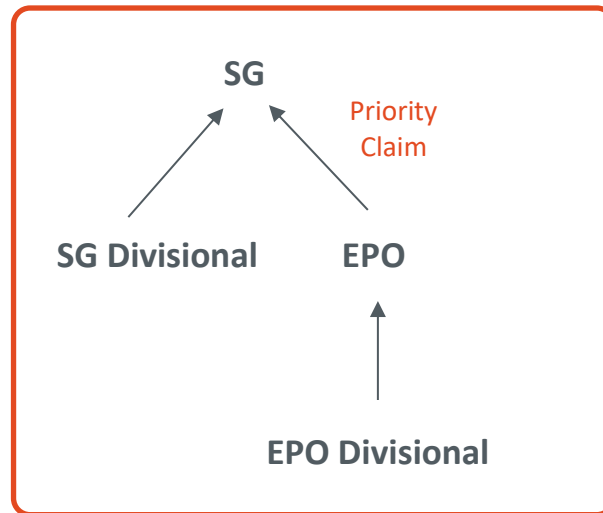 SG
Priority
Claim
SG Divisional
EPO
EPO Divisional